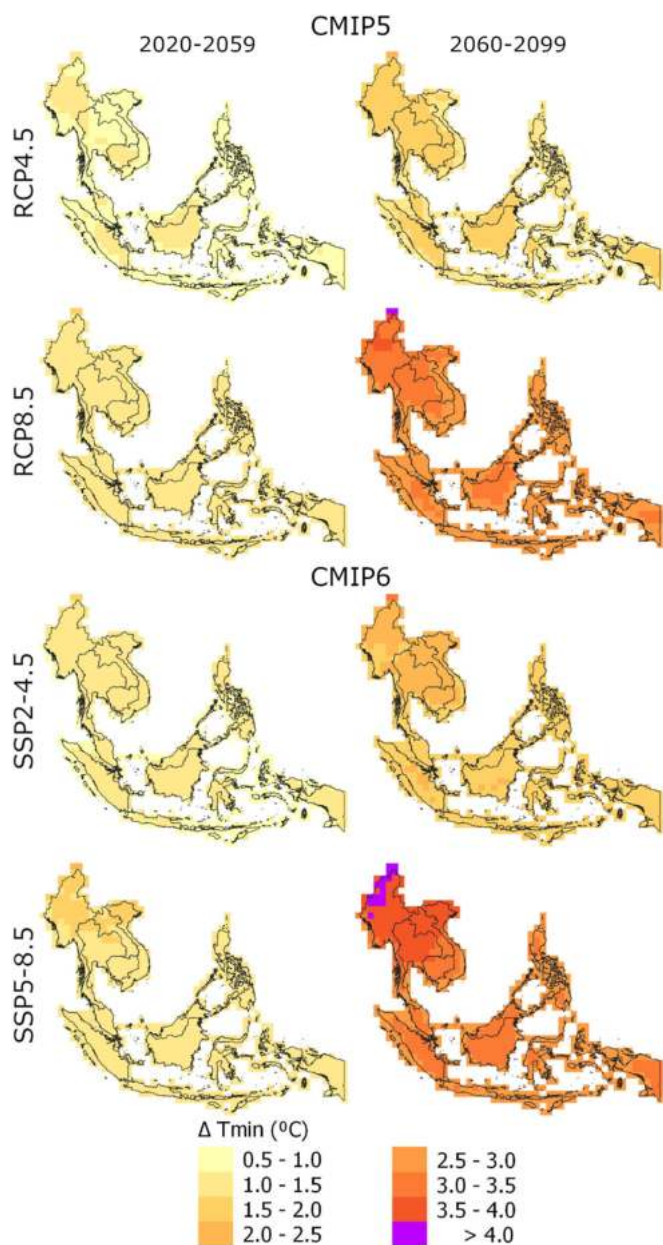 CMIP5
2020-2059 2060-2099
RCP4.5
RCP8.5
CMIP6
SSP2-4.5
SSP5-8.5
Δ Tmin (⁰C)
0.5 - 1.0
1.0 - 1.5
1.5 - 2.0
2.0 - 2.5
2.5 - 3.0
3.0 - 3.5
3.5 - 4.0
> 4.0